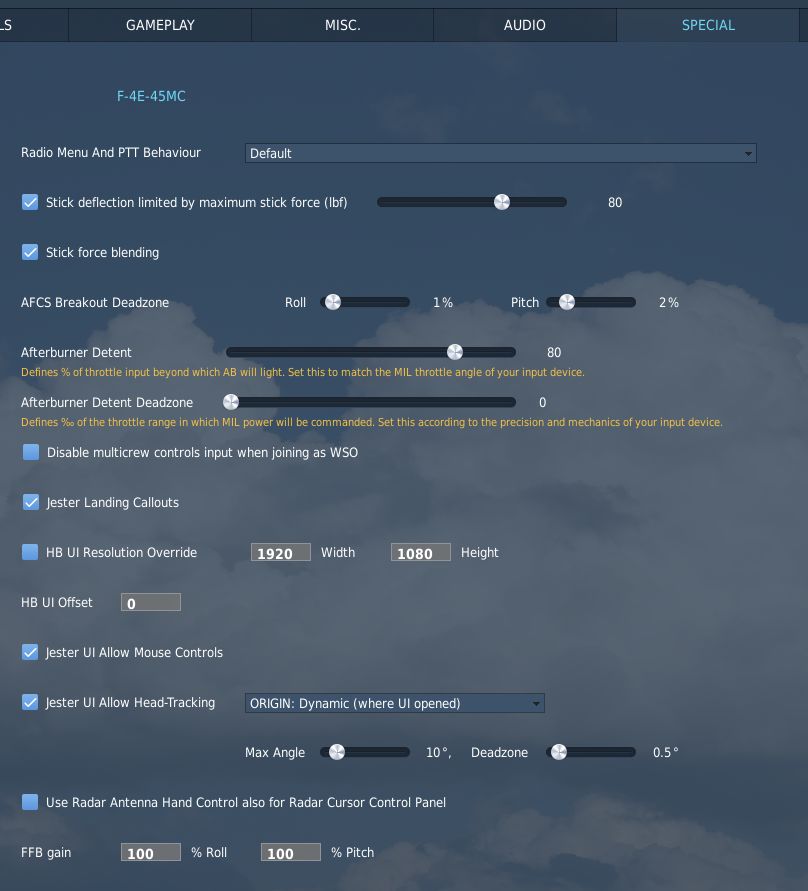 LS GAMEPLAY MISC. AUDIO SPECIAL
F-4E-45MC
Radio Menu And PTT Behaviour Default
Stick deflection limited by maximum stick force (lbf) 80
Stick force blending
AFCS Breakout Deadzone Roll 1% Pitch 2%
Afterburner Detent 80
Defines % of throttle input beyond which AB will light. Set this to match the MIL throttle angle of your input device.
Afterburner Detent Deadzone 0
Defines ‰ of the throttle range in which MIL power will be commanded. Set this according to the precision and mechanics of your input device.
Disable multicrew controls input when joining as WSO
Jester Landing Callouts
HB UI Resolution Override 1920 Width 1080 Height
HB UI Offset 0
Jester UI Allow Mouse Controls
Jester UI Allow Head-Tracking ORIGIN: Dynamic (where UI opened)
Max Angle 10°, Deadzone 0.5°
Use Radar Antenna Hand Control also for Radar Cursor Control Panel
FFB gain 100 % Roll 100 % Pitch